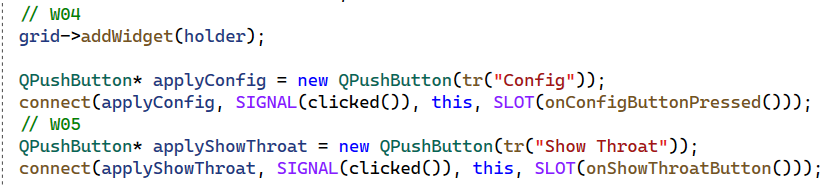 // W04
grid->addWidget(holder);
QPushButton* applyConfig = new QPushButton(tr("Config"));
connect(applyConfig, SIGNAL(clicked()), this, SLOT(onConfigButtonPressed()));
// W05
QPushButton* applyShowThroat = new QPushButton(tr("Show Throat"));
connect(applyShowThroat, SIGNAL(clicked()), this, SLOT(onShowThroatButton()));